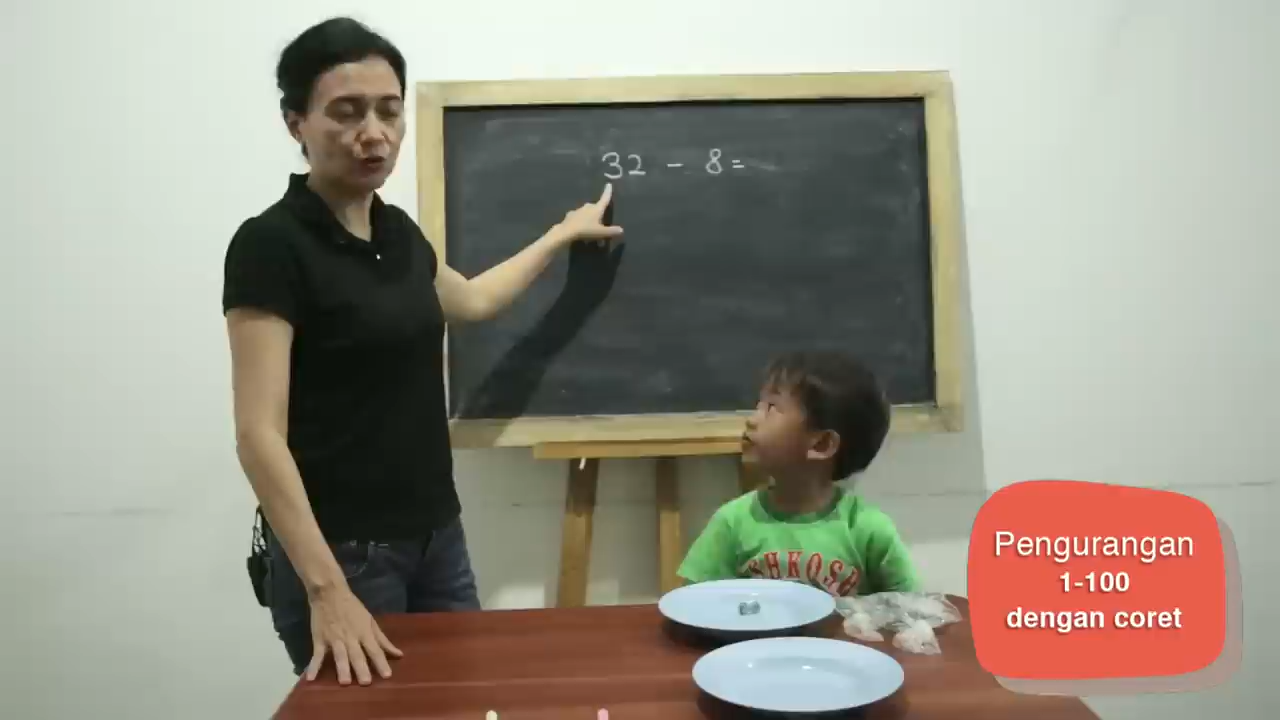 32 - 8 =
Pengurangan
1-100
dengan coret